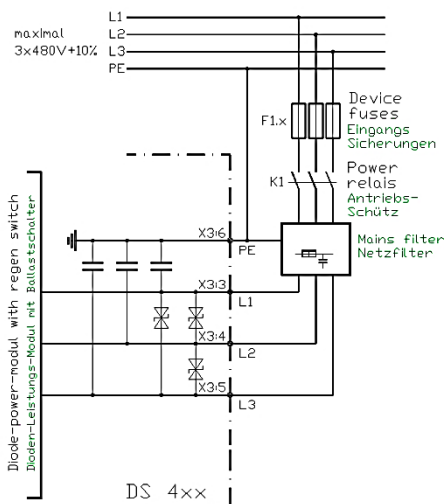 L1
maximal
L2
3x480V+10%
L3
PE
Device
fuses
F1.x
Eingangs
Sicherungen
Power
relais
K1
Antriebs-
Schütz
X3:6
PE
Mains filter
Netzfilter
X3:3
L1
X3:4
L2
X3:5
L3
Diode-power-modul with regen switch
Dioden-Leistungs-Modul mit Ballastschalter
DS 4xx